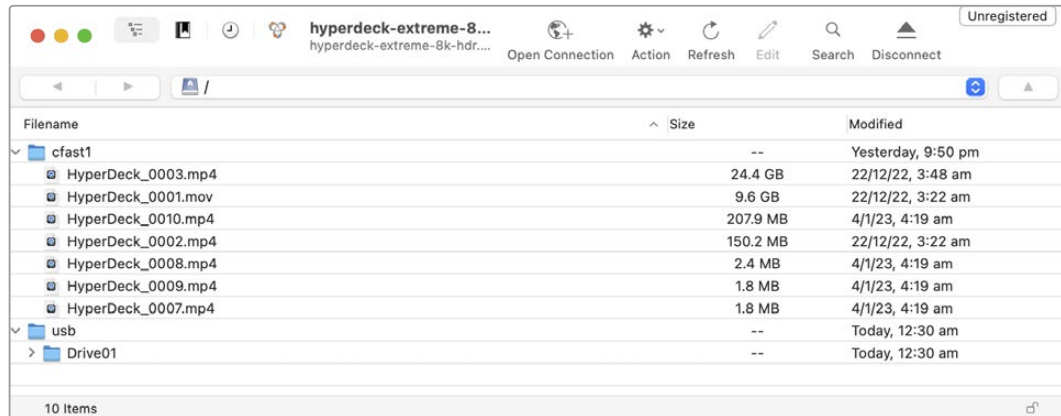 Unregistered
hyperdeck-extreme-8...
hyperdeck-extreme-8k-hdr....
Open Connection Action Refresh Edit Search Disconnect
/
Filename Size Modified
cfast1 -- Yesterday, 9:50 pm
HyperDeck_0003.mp4 24.4 GB 22/12/22, 3:48 am
HyperDeck_0001.mov 9.6 GB 22/12/22, 3:22 am
HyperDeck_0010.mp4 207.9 MB 4/1/23, 4:19 am
HyperDeck_0002.mp4 150.2 MB 22/12/22, 3:22 am
HyperDeck_0008.mp4 2.4 MB 4/1/23, 4:19 am
HyperDeck_0009.mp4 1.8 MB 4/1/23, 4:19 am
HyperDeck_0007.mp4 1.8 MB 4/1/23, 4:19 am
usb -- Today, 12:30 am
Drive01 -- Today, 12:30 am
10 Items